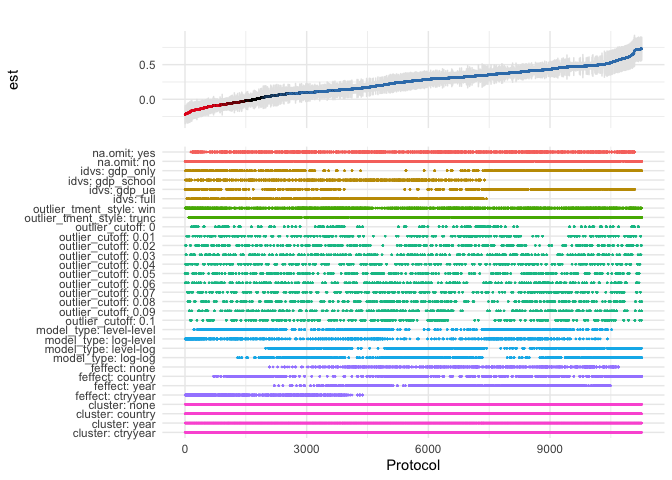 est
0.5
0.0
na.omit: yes
na.omit: no
idvs: gdp_only
idvs: gdp_school
idvs: gdp_ue
idvs: full
outlier_tment_style: win
outlier_tment_style: trunc
outlier_cutoff: 0
outlier_cutoff: 0.01
outlier_cutoff: 0.02
outlier_cutoff: 0.03
outlier_cutoff: 0.04
outlier_cutoff: 0.05
outlier_cutoff: 0.06
outlier_cutoff: 0.07
outlier_cutoff: 0.08
outlier_cutoff: 0.09
outlier_cutoff: 0.1
model_type: level-level
model_type: log-level
model_type: level-log
model_type: log-log
feffect: none
feffect: country
feffect: year
feffect: ctryyear
cluster: none
cluster: country
cluster: year
cluster: ctryyear
0 3000 6000 9000
Protocol